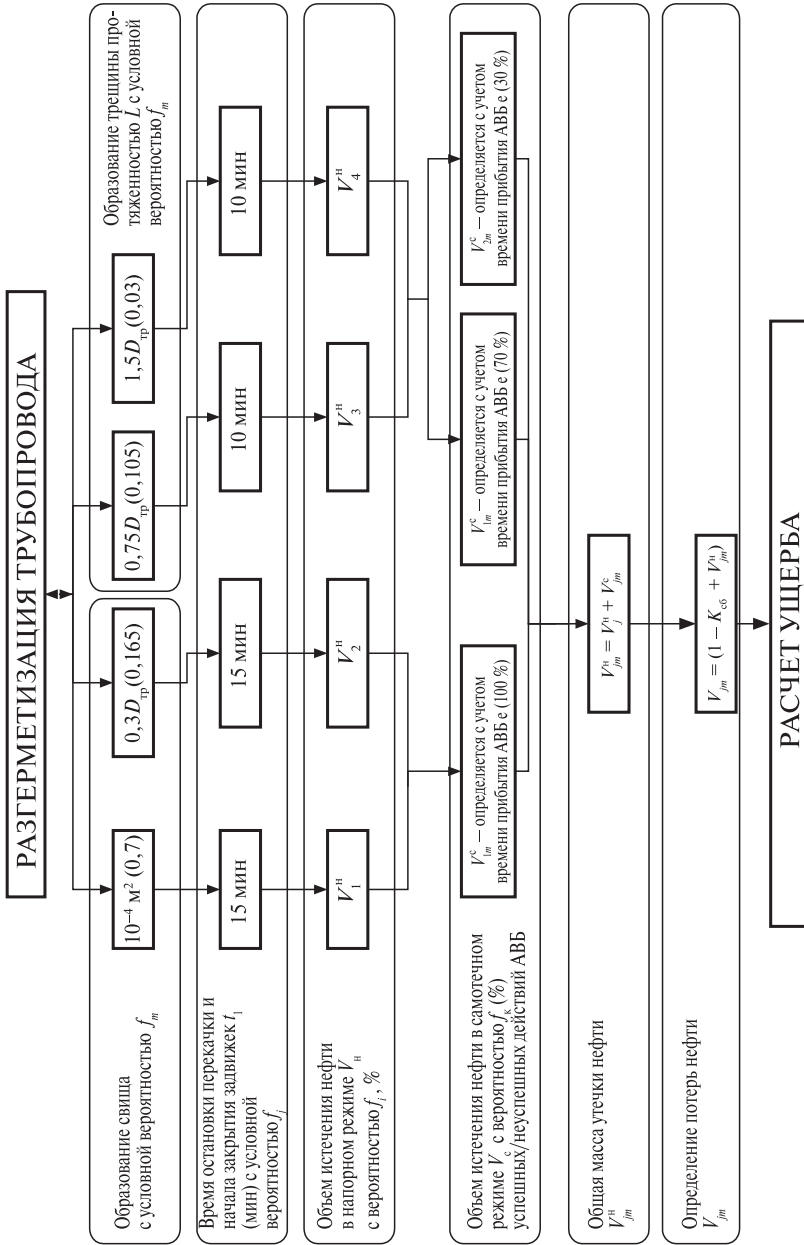 РАЗГЕРМЕТИЗАЦИЯ ТРУБОПРОВОДА
Образование свища
с условной вероятностью f_m
10⁻⁴ м² (0,7)
0,3D_тр(0,165)
0,75D_тр(0,105)
1,5D_тр(0,03)
Образование трещины про-
тяженностью L с условной
вероятностью f_m
Время остановки перекачки и
начала закрытия задвижек t₁
(мин) с условной
вероятностью f_j
15 мин
15 мин
10 мин
10 мин
Объем истечения нефти
в напорном режиме V_н
с вероятностью f_i, %
V₁ᴴ
V₂ᴴ
V₃ᴴ
V₄ᴴ
Объем истечения нефти в самотечном
режиме V_с с вероятностью f_к (%)
успешных/неуспешных действий АВБ
V^с_1m — определяется с учетом
времени прибытия АВБ е (100 %)
V^с_1m — определяется с учетом
времени прибытия АВБ е (70 %)
V^с_2m — определяется с учетом
времени прибытия АВБ е (30 %)
Общая масса утечки нефти
V^н_jm
V^н_jm = V^н_j + V^с_jm
Определение потерь нефти
V_jm
V_jm = (1 − K_сб + V^н_jm)
РАСЧЕТ УЩЕРБА